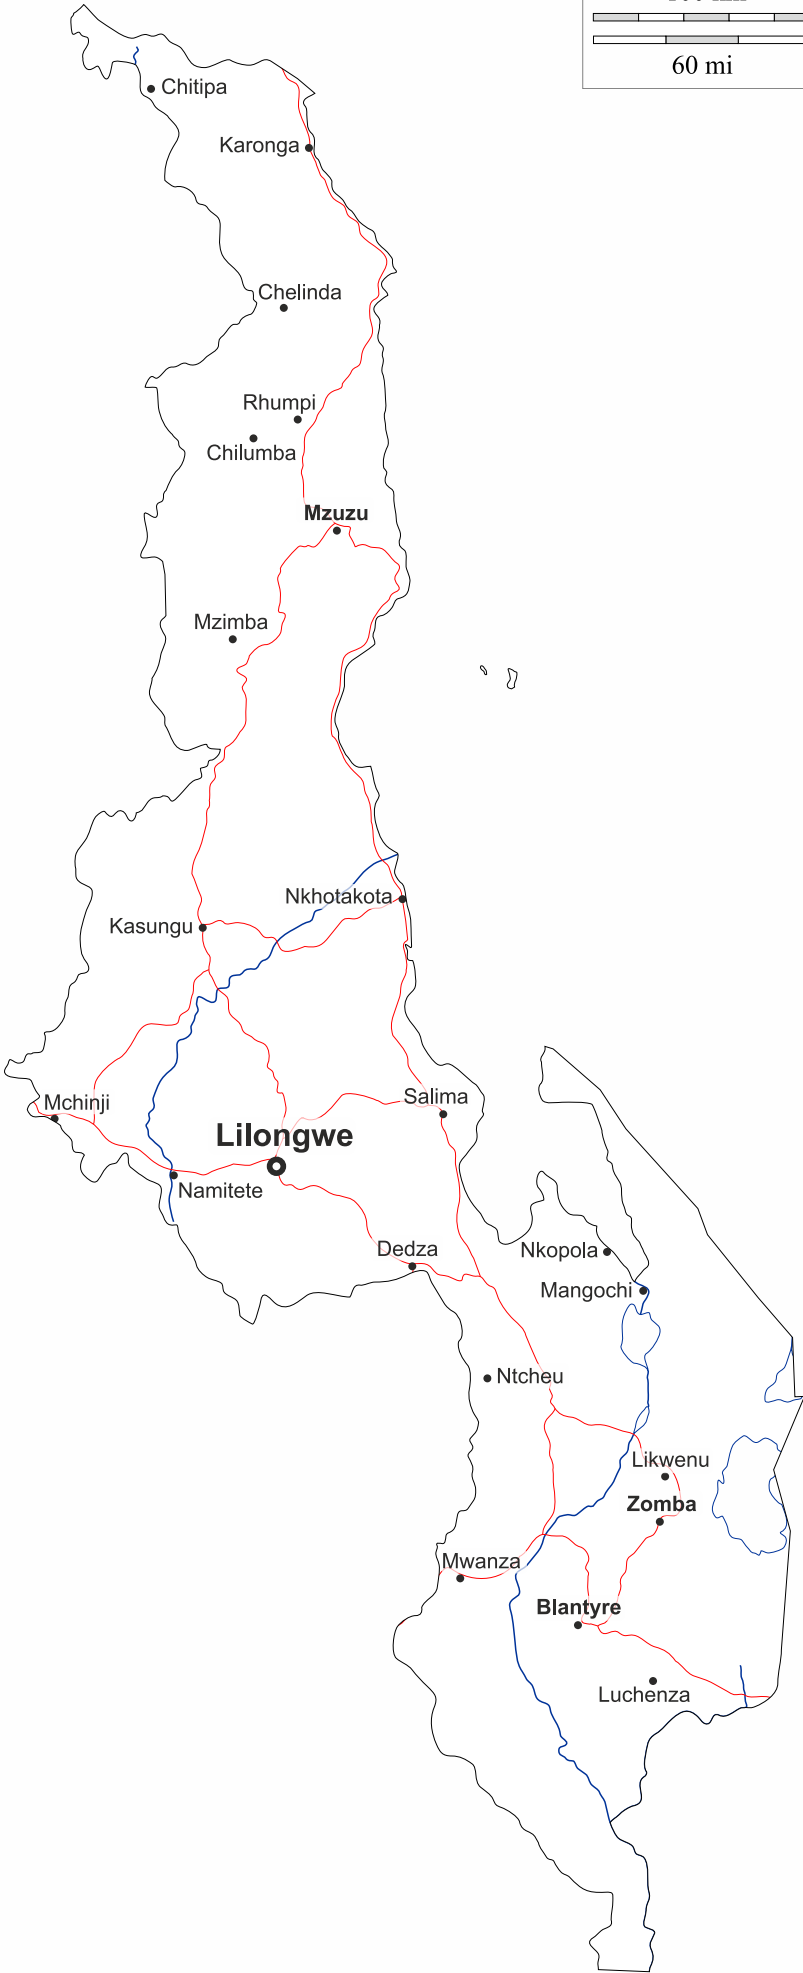 60 mi
Chitipa
Karonga
Chelinda
Rhumpi
Chilumba
Mzuzu
Mzimba
Nkhotakota
Kasungu
Salima
Mchinji
Lilongwe
Namitete
Dedza
Nkopola
Mangochi
Ntcheu
Likwenu
Zomba
Mwanza
Blantyre
Luchenza